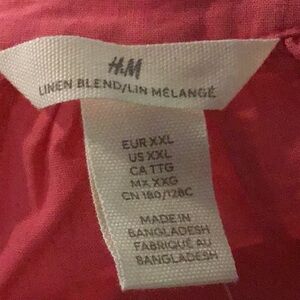 H&M
LINEN BLEND/LIN MÉLANGÉ
EUR XXL
US XXL
CA TTG
MX XXG
CN 180/128C
MADE IN
BANGLADESH
FABRIQUÉ AU
BANGLADESH